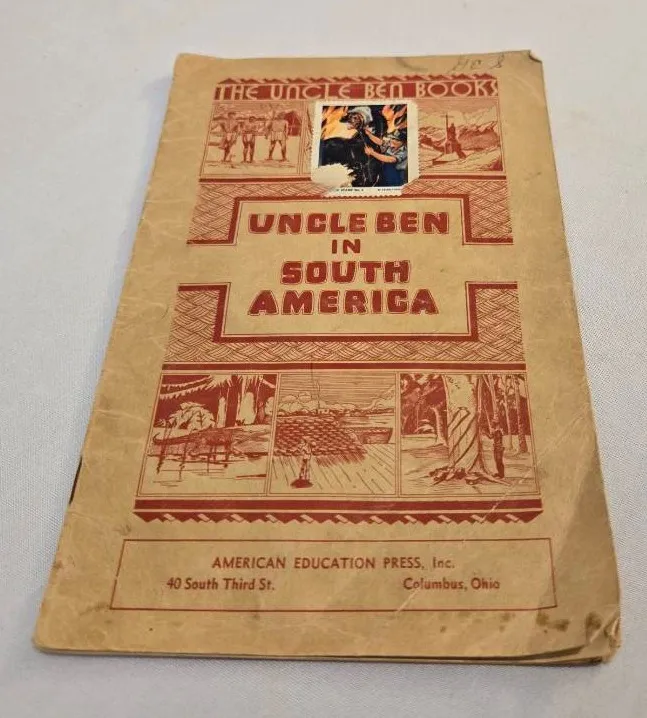 THE UNCLE BEN BOOKS
UNCLE BEN
IN
SOUTH
AMERICA
AMERICAN EDUCATION PRESS, Inc.
40 South Third St. Columbus, Ohio